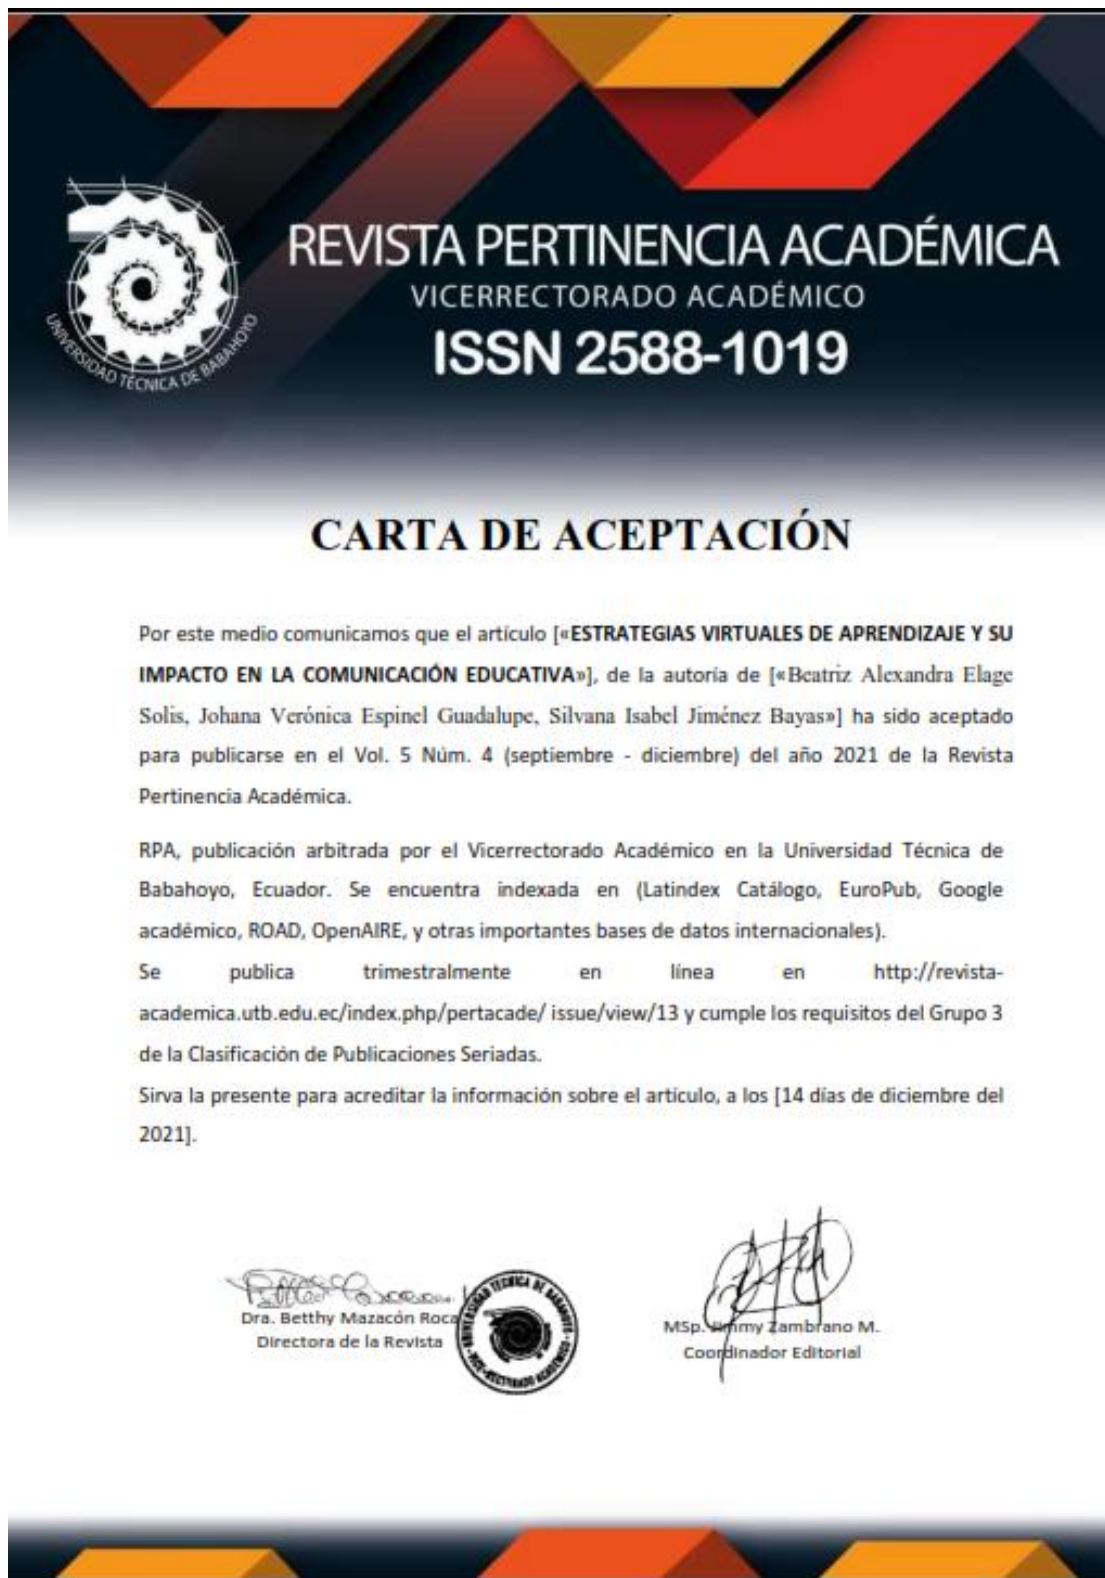 REVISTA PERTINENCIA ACADÉMICA
VICERRECTORADO ACADÉMICO
ISSN 2588-1019
UNIVERSIDAD TÉCNICA DE BABAHOYO
CARTA DE ACEPTACIÓN
Por este medio comunicamos que el artículo [«ESTRATEGIAS VIRTUALES DE APRENDIZAJE Y SU
IMPACTO EN LA COMUNICACIÓN EDUCATIVA»], de la autoría de [«Beatriz Alexandra Elage
Solis, Johana Verónica Espinel Guadalupe, Silvana Isabel Jiménez Bayas»] ha sido aceptado
para publicarse en el Vol. 5 Núm. 4 (septiembre - diciembre) del año 2021 de la Revista
Pertinencia Académica.
RPA, publicación arbitrada por el Vicerrectorado Académico en la Universidad Técnica de
Babahoyo, Ecuador. Se encuentra indexada en (Latindex Catálogo, EuroPub, Google
académico, ROAD, OpenAIRE, y otras importantes bases de datos internacionales).
Se publica trimestralmente en línea en http://revista-
academica.utb.edu.ec/index.php/pertacade/ issue/view/13 y cumple los requisitos del Grupo 3
de la Clasificación de Publicaciones Seriadas.
Sirva la presente para acreditar la información sobre el artículo, a los [14 días de diciembre del
2021].
Dra. Betthy Mazacón Roca
Directora de la Revista
UNIVERSIDAD TECNICA DE BABAHOYO
VICE-RECTORADO ACADÉMICO
MSp. Jimmy Zambrano M.
Coordinador Editorial